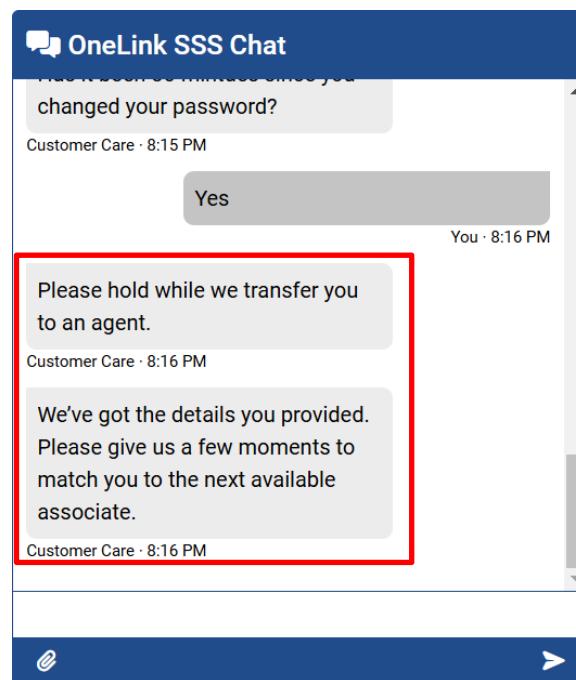 OneLink SSS Chat
changed your password?
Customer Care · 8:15 PM
Yes
You · 8:16 PM
Please hold while we transfer you
to an agent.
Customer Care · 8:16 PM
We’ve got the details you provided.
Please give us a few moments to
match you to the next available
associate.
Customer Care · 8:16 PM